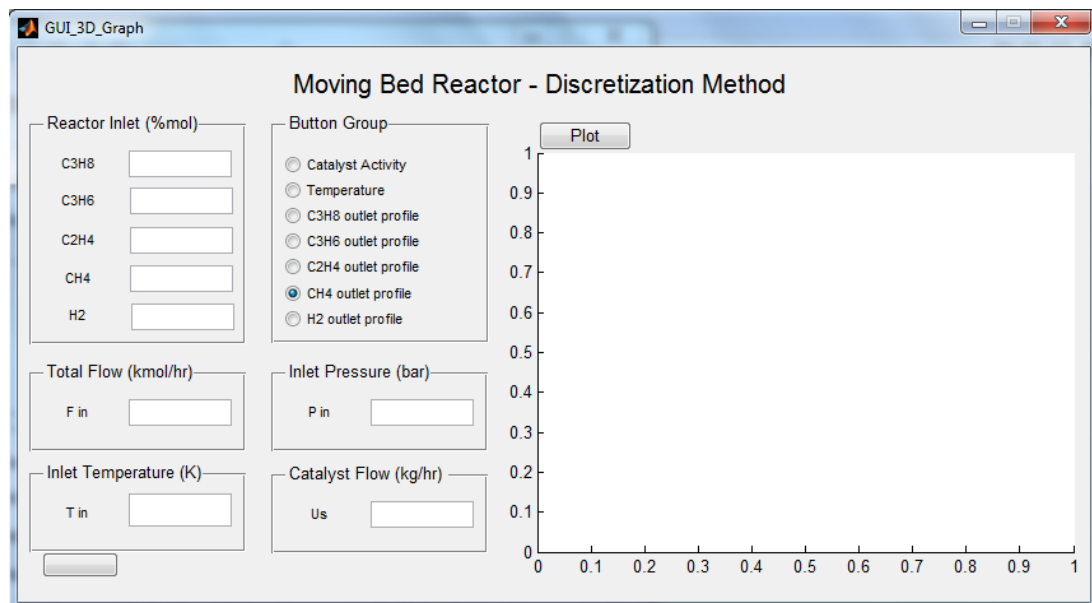 GUI_3D_Graph
Moving Bed Reactor - Discretization Method
Reactor Inlet (%mol)
C3H8
C3H6
C2H4
CH4
H2
Button Group
Catalyst Activity
Temperature
C3H8 outlet profile
C3H6 outlet profile
C2H4 outlet profile
CH4 outlet profile
H2 outlet profile
Total Flow (kmol/hr)
F in
Inlet Pressure (bar)
P in
Inlet Temperature (K)
T in
Catalyst Flow (kg/hr)
Us
Plot
1
0.9
0.8
0.7
0.6
0.5
0.4
0.3
0.2
0.1
0
0 0.1 0.2 0.3 0.4 0.5 0.6 0.7 0.8 0.9 1